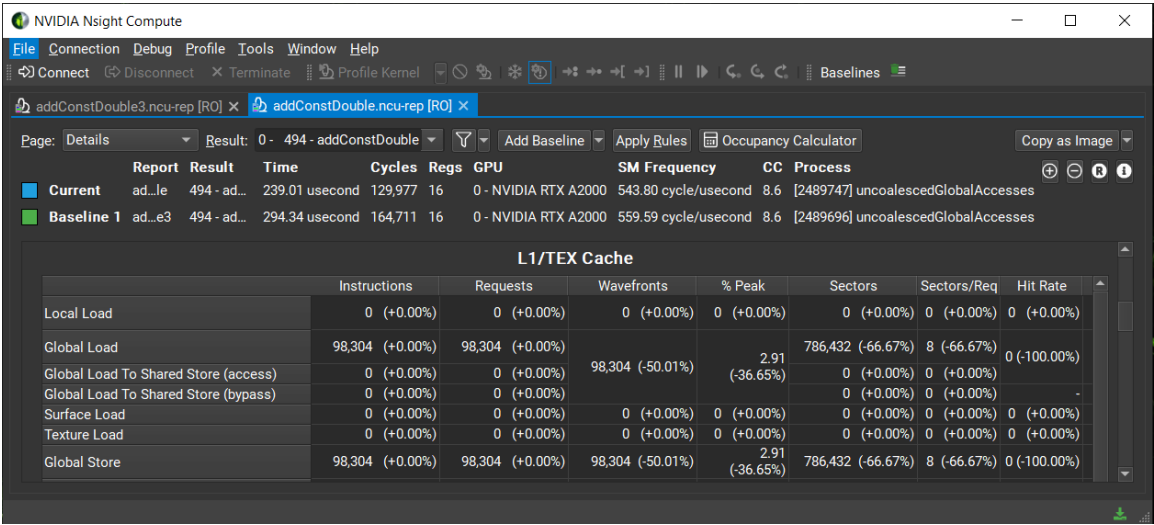 NVIDIA Nsight Compute
File Connection Debug Profile Tools Window Help
Connect Disconnect Terminate Profile Kernel Baselines
addConstDouble3.ncu-rep [RO] addConstDouble.ncu-rep [RO]
Page: Details Result: 0 - 494 - addConstDouble Add Baseline Apply Rules Occupancy Calculator Copy as Image
Report Result Time Cycles Regs GPU SM Frequency CC Process
Current ad...le 494 - ad... 239.01 usecond 129,977 16 0 - NVIDIA RTX A2000 543.80 cycle/usecond 8.6 [2489747] uncoalescedGlobalAccesses
Baseline 1 ad...e3 494 - ad... 294.34 usecond 164,711 16 0 - NVIDIA RTX A2000 559.59 cycle/usecond 8.6 [2489696] uncoalescedGlobalAccesses
L1/TEX Cache
Instructions Requests Wavefronts % Peak Sectors Sectors/Req Hit Rate
Local Load 0 (+0.00%) 0 (+0.00%) 0 (+0.00%) 0 (+0.00%) 0 (+0.00%) 0 (+0.00%) 0 (+0.00%)
Global Load 98,304 (+0.00%) 98,304 (+0.00%) 98,304 (-50.01%) 2.91 (-36.65%) 786,432 (-66.67%) 8 (-66.67%) 0 (-100.00%)
Global Load To Shared Store (access) 0 (+0.00%) 0 (+0.00%) 0 (+0.00%) 0 (+0.00%)
Global Load To Shared Store (bypass) 0 (+0.00%) 0 (+0.00%) 0 (+0.00%) 0 (+0.00%) -
Surface Load 0 (+0.00%) 0 (+0.00%) 0 (+0.00%) 0 (+0.00%) 0 (+0.00%) 0 (+0.00%) 0 (+0.00%)
Texture Load 0 (+0.00%) 0 (+0.00%) 0 (+0.00%) 0 (+0.00%) 0 (+0.00%) 0 (+0.00%) 0 (+0.00%)
Global Store 98,304 (+0.00%) 98,304 (+0.00%) 98,304 (-50.01%) 2.91 (-36.65%) 786,432 (-66.67%) 8 (-66.67%) 0 (-100.00%)